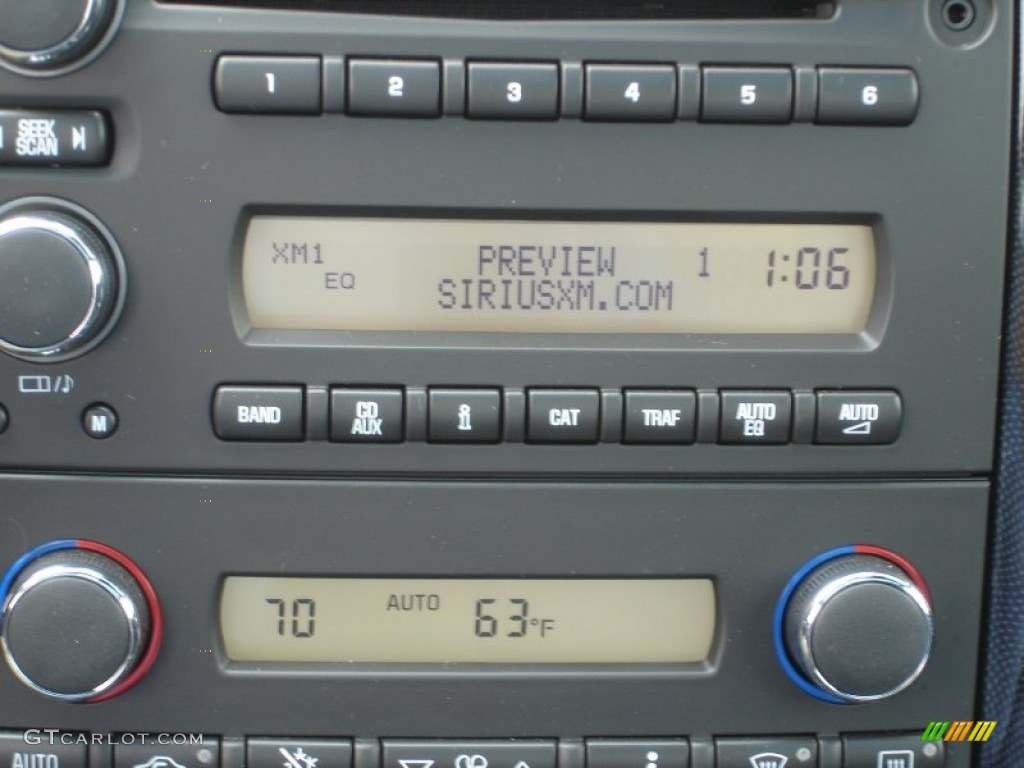 1 2 3 4 5 6
SEEK
SCAN
XM1 PREVIEW 1 1:06
EQ SIRIUSXM.COM
M
BAND CD AUX i CAT TRAF AUTO EQ AUTO
70 AUTO 63°F
GTCARLOT.COM
AUTO